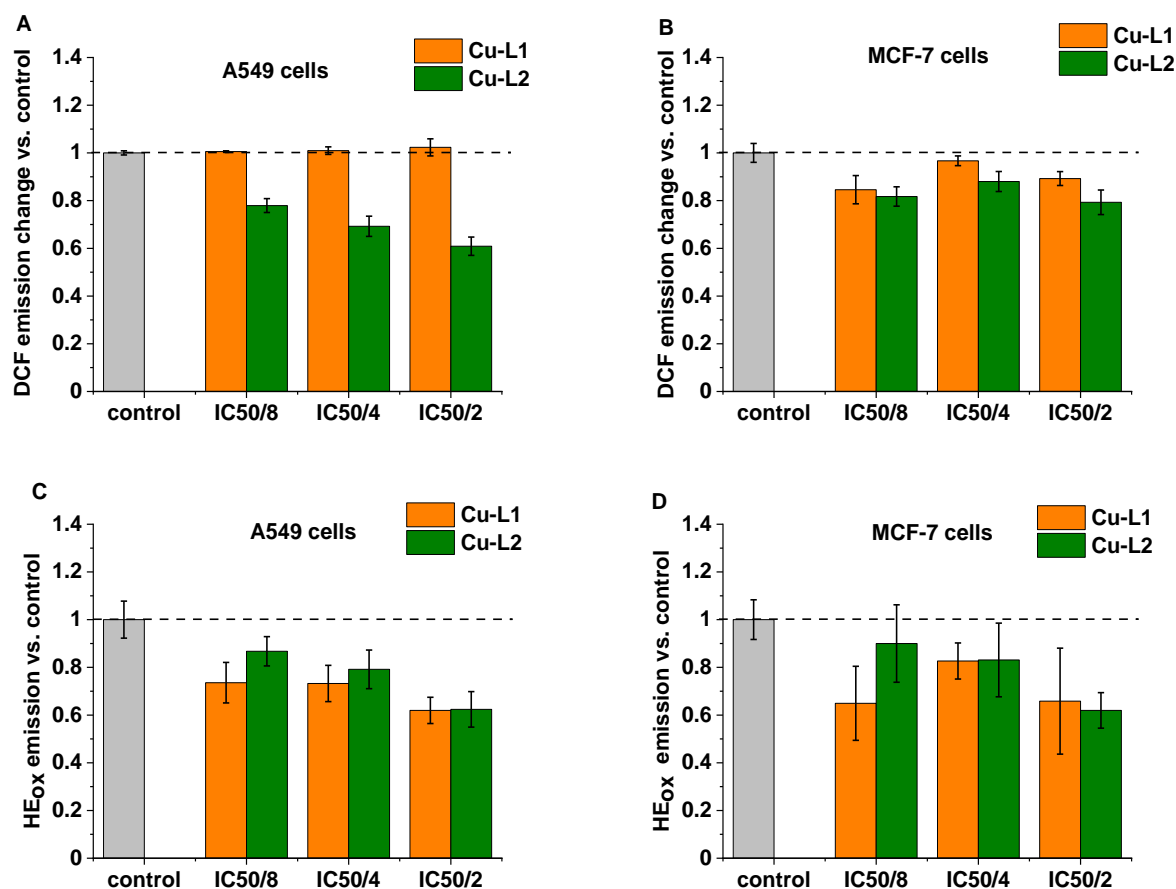 A
Cu-L1
Cu-L2
A549 cells
DCF emission change vs. control
1.4
1.2
1
0.8
0.6
0.4
0.2
0
control IC50/8 IC50/4 IC50/2
B
Cu-L1
Cu-L2
MCF-7 cells
DCF emission change vs. control
1.4
1.2
1
0.8
0.6
0.4
0.2
0
control IC50/8 IC50/4 IC50/2
C
Cu-L1
Cu-L2
A549 cells
HEox emission vs. control
1.4
1.2
1
0.8
0.6
0.4
0.2
0
control IC50/8 IC50/4 IC50/2
D
Cu-L1
Cu-L2
MCF-7 cells
HEox emission vs. control
1.4
1.2
1
0.8
0.6
0.4
0.2
0
control IC50/8 IC50/4 IC50/2